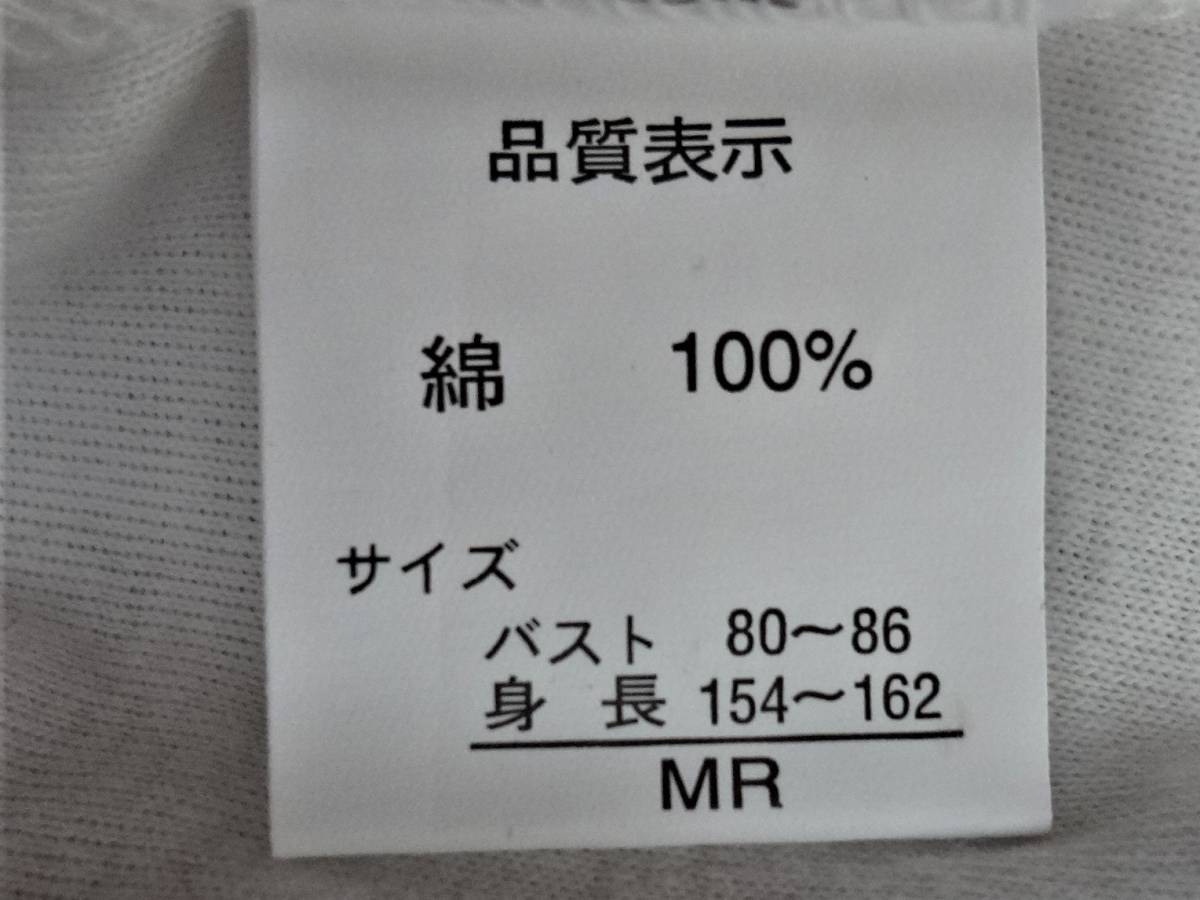 品質表示
綿 100%
サイズ
バスト 80〜86
身長 154〜162
MR